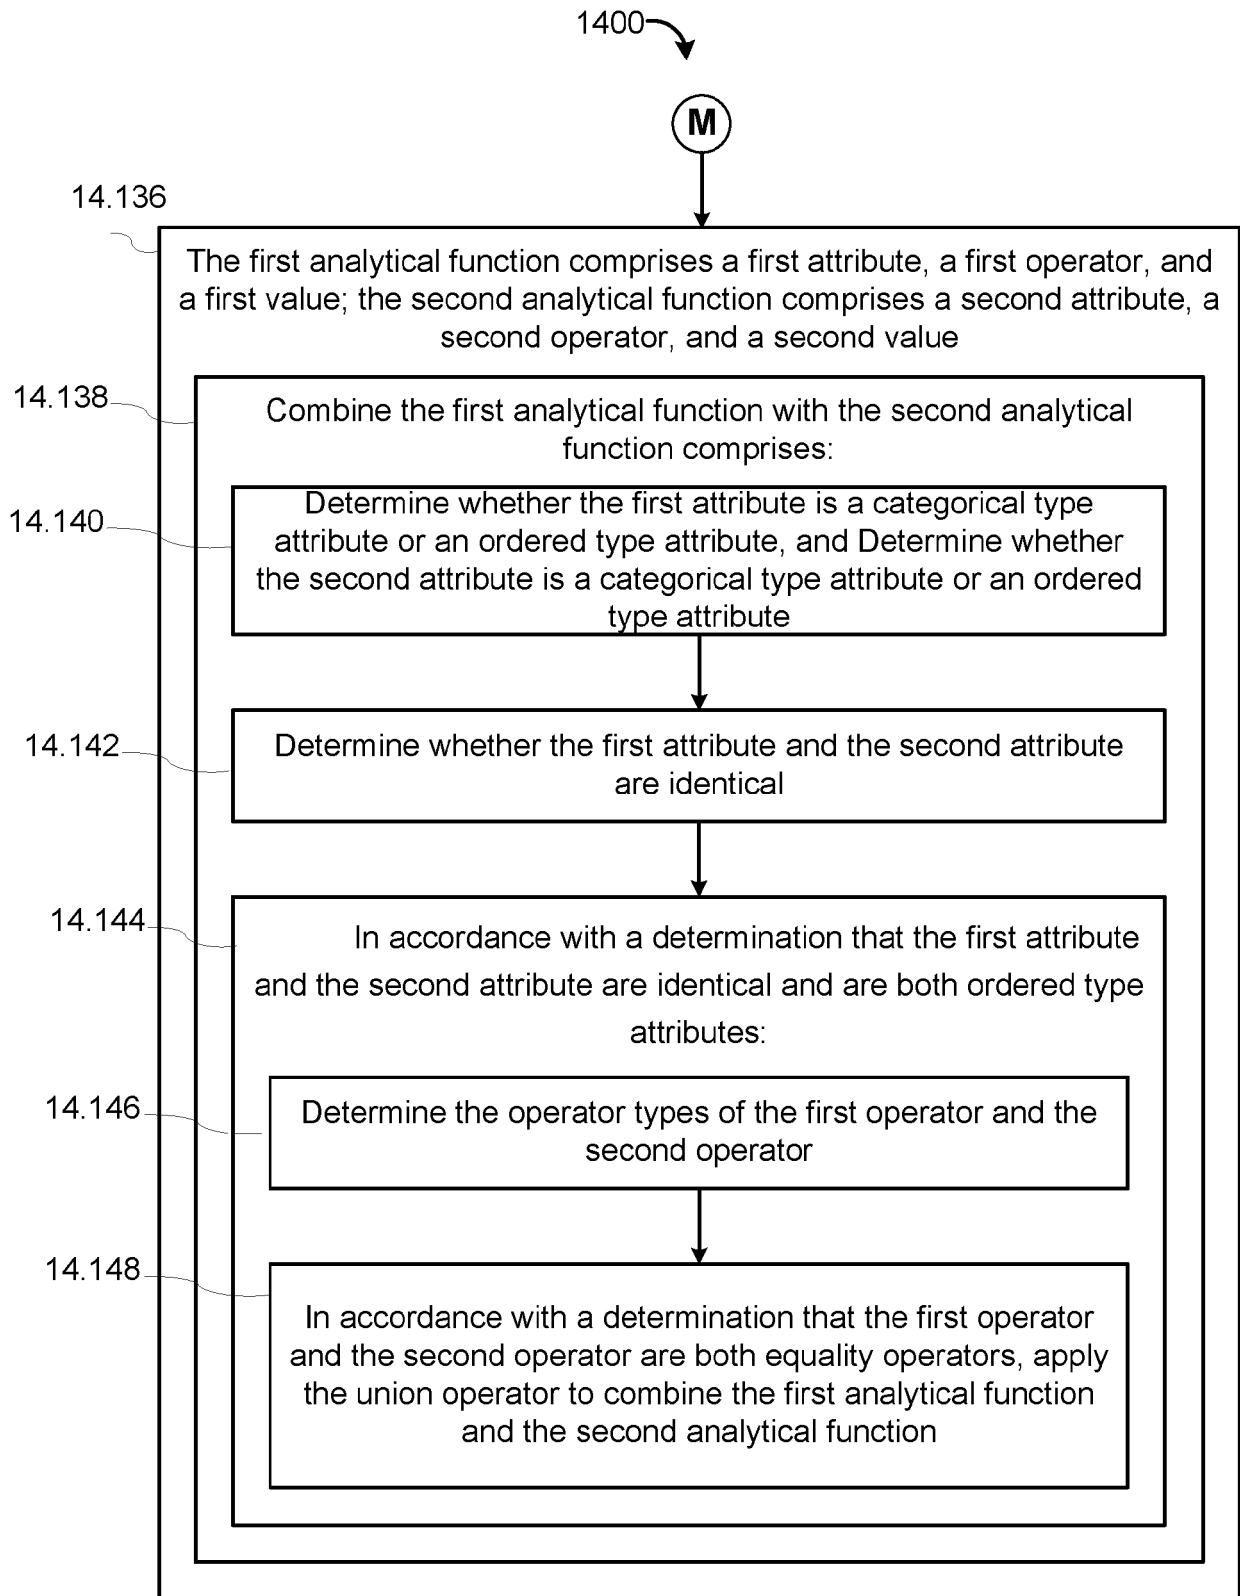 1400
M
14.136
The first analytical function comprises a first attribute, a first operator, and
a first value; the second analytical function comprises a second attribute, a
second operator, and a second value
14.138
Combine the first analytical function with the second analytical
function comprises:
14.140
Determine whether the first attribute is a categorical type
attribute or an ordered type attribute, and Determine whether
the second attribute is a categorical type attribute or an ordered
type attribute
14.142
Determine whether the first attribute and the second attribute
are identical
14.144
In accordance with a determination that the first attribute
and the second attribute are identical and are both ordered type
attributes:
14.146
Determine the operator types of the first operator and the
second operator
14.148
In accordance with a determination that the first operator
and the second operator are both equality operators, apply
the union operator to combine the first analytical function
and the second analytical function